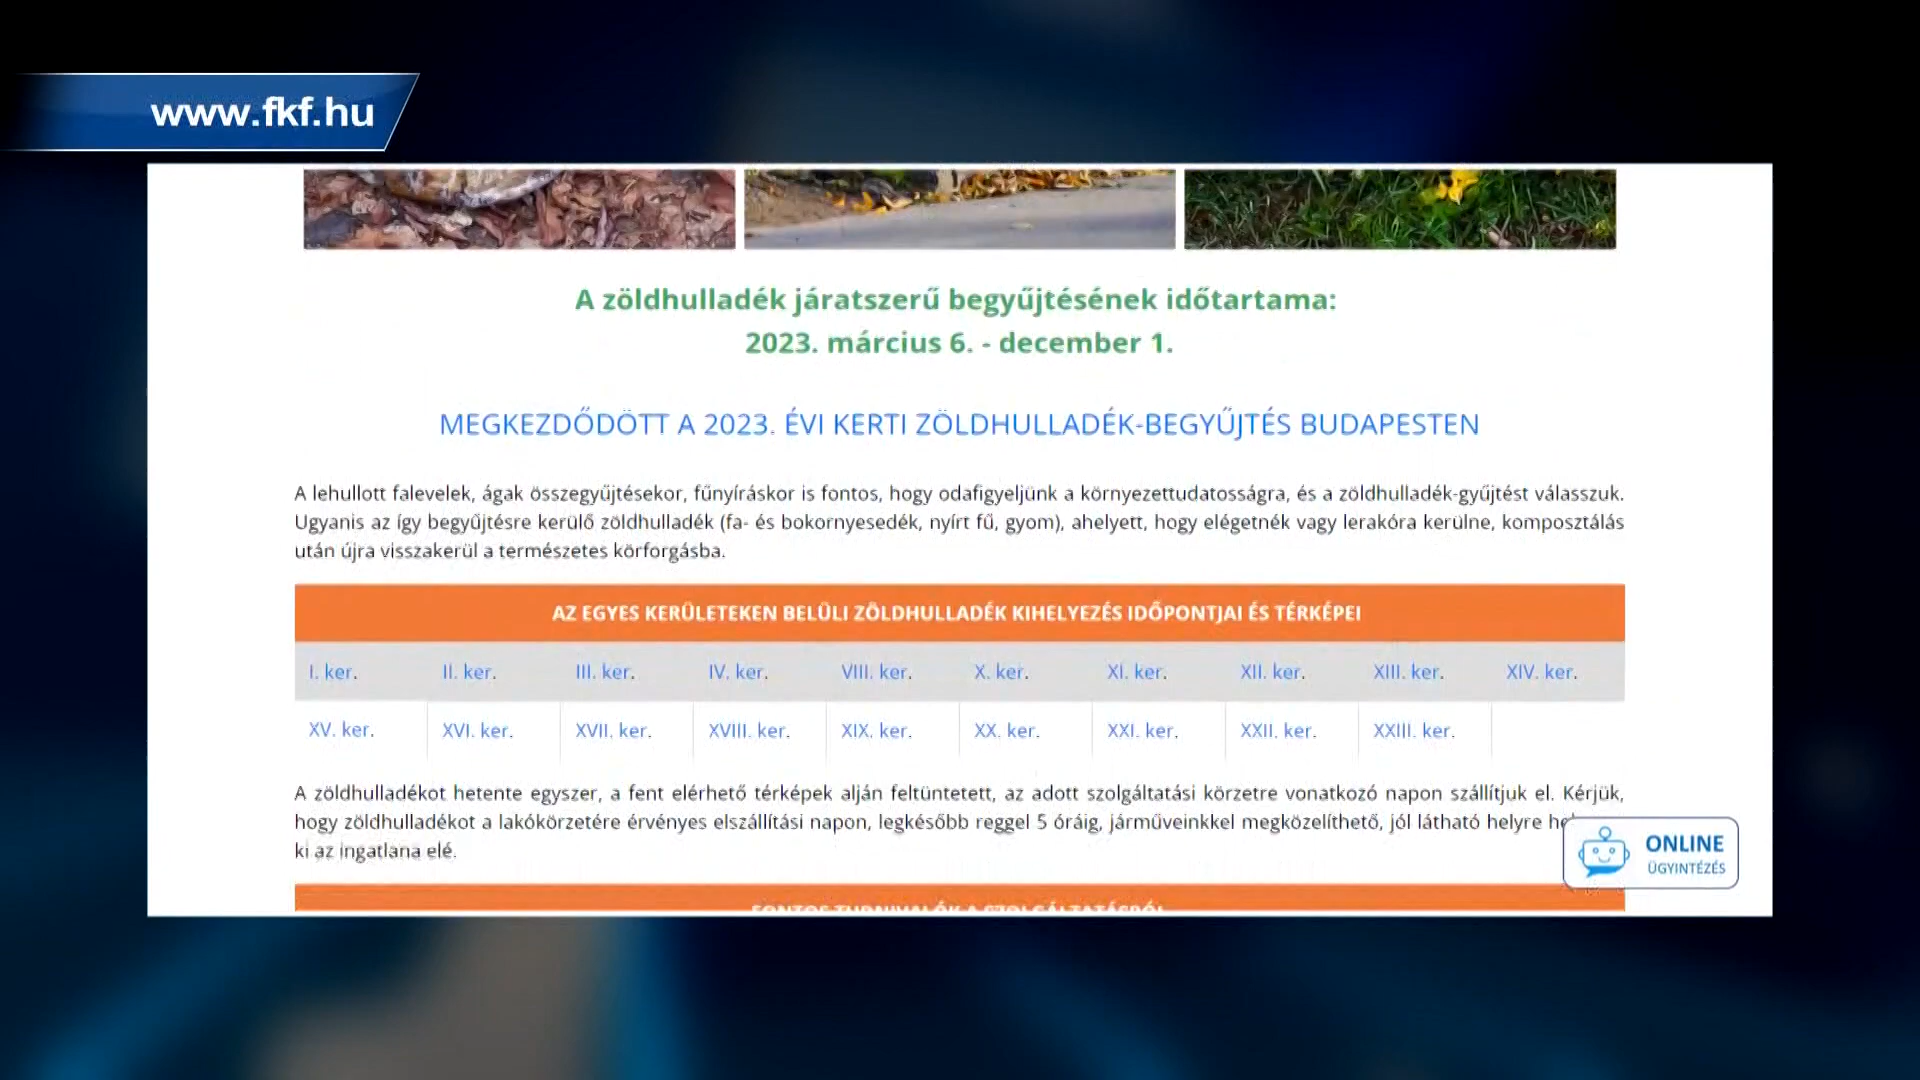 www.fkf.hu
A zöldhulladék járatszerű begyűjtésének időtartama:
2023. március 6. - december 1.
MEGKEZDŐDÖTT A 2023. ÉVI KERTI ZÖLDHULLADÉK-BEGYŰJTÉS BUDAPESTEN
A lehullott falevelek, ágak összegyűjtésekor, fűnyíráskor is fontos, hogy odafigyeljünk a környezettudatosságra, és a zöldhulladék-gyűjtést válasszuk.
Ugyanis az így begyűjtésre kerülő zöldhulladék (fa- és bokornyesedék, nyírt fű, gyom), ahelyett, hogy elégetnék vagy lerakóra kerülne, komposztálás
után újra visszakerül a természetes körforgásba.
AZ EGYES KERÜLETEKEN BELÜLI ZÖLDHULLADÉK KIHELYEZÉS IDŐPONTJAI ÉS TÉRKÉPEI
I. ker. II. ker. III. ker. IV. ker. VIII. ker. X. ker. XI. ker. XII. ker. XIII. ker. XIV. ker.
XV. ker. XVI. ker. XVII. ker. XVIII. ker. XIX. ker. XX. ker. XXI. ker. XXII. ker. XXIII. ker.
A zöldhulladékot hetente egyszer, a fent elérhető térképek alján feltüntetett, az adott szolgáltatási körzetre vonatkozó napon szállítjuk el. Kérjük,
hogy zöldhulladékot a lakókörzetére érvényes elszállítási napon, legkésőbb reggel 5 óráig, járműveinkkel megközelíthető, jól látható helyre
ki az ingatlana elé.
ONLINE
ÜGYINTÉZÉS
FONTOS TUDNIVALÓK A SZOLGÁLTATÁSRÓL